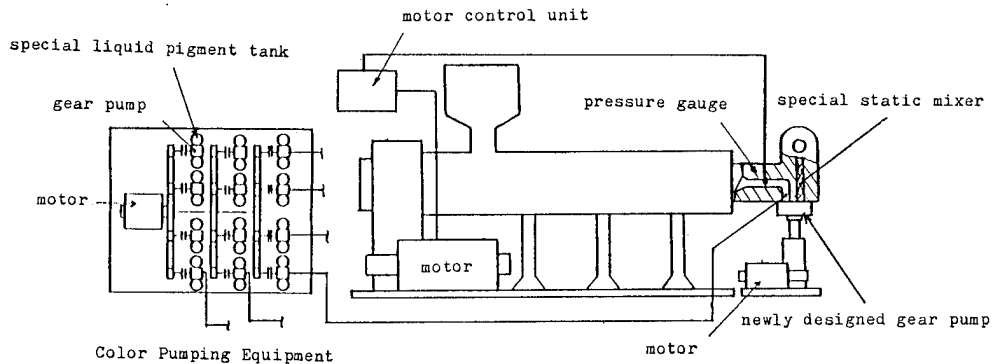 motor control unit
special liquid pigment tank
gear pump
pressure gauge
special static mixer
motor
motor
newly designed gear pump
motor
Color Pumping Equipment